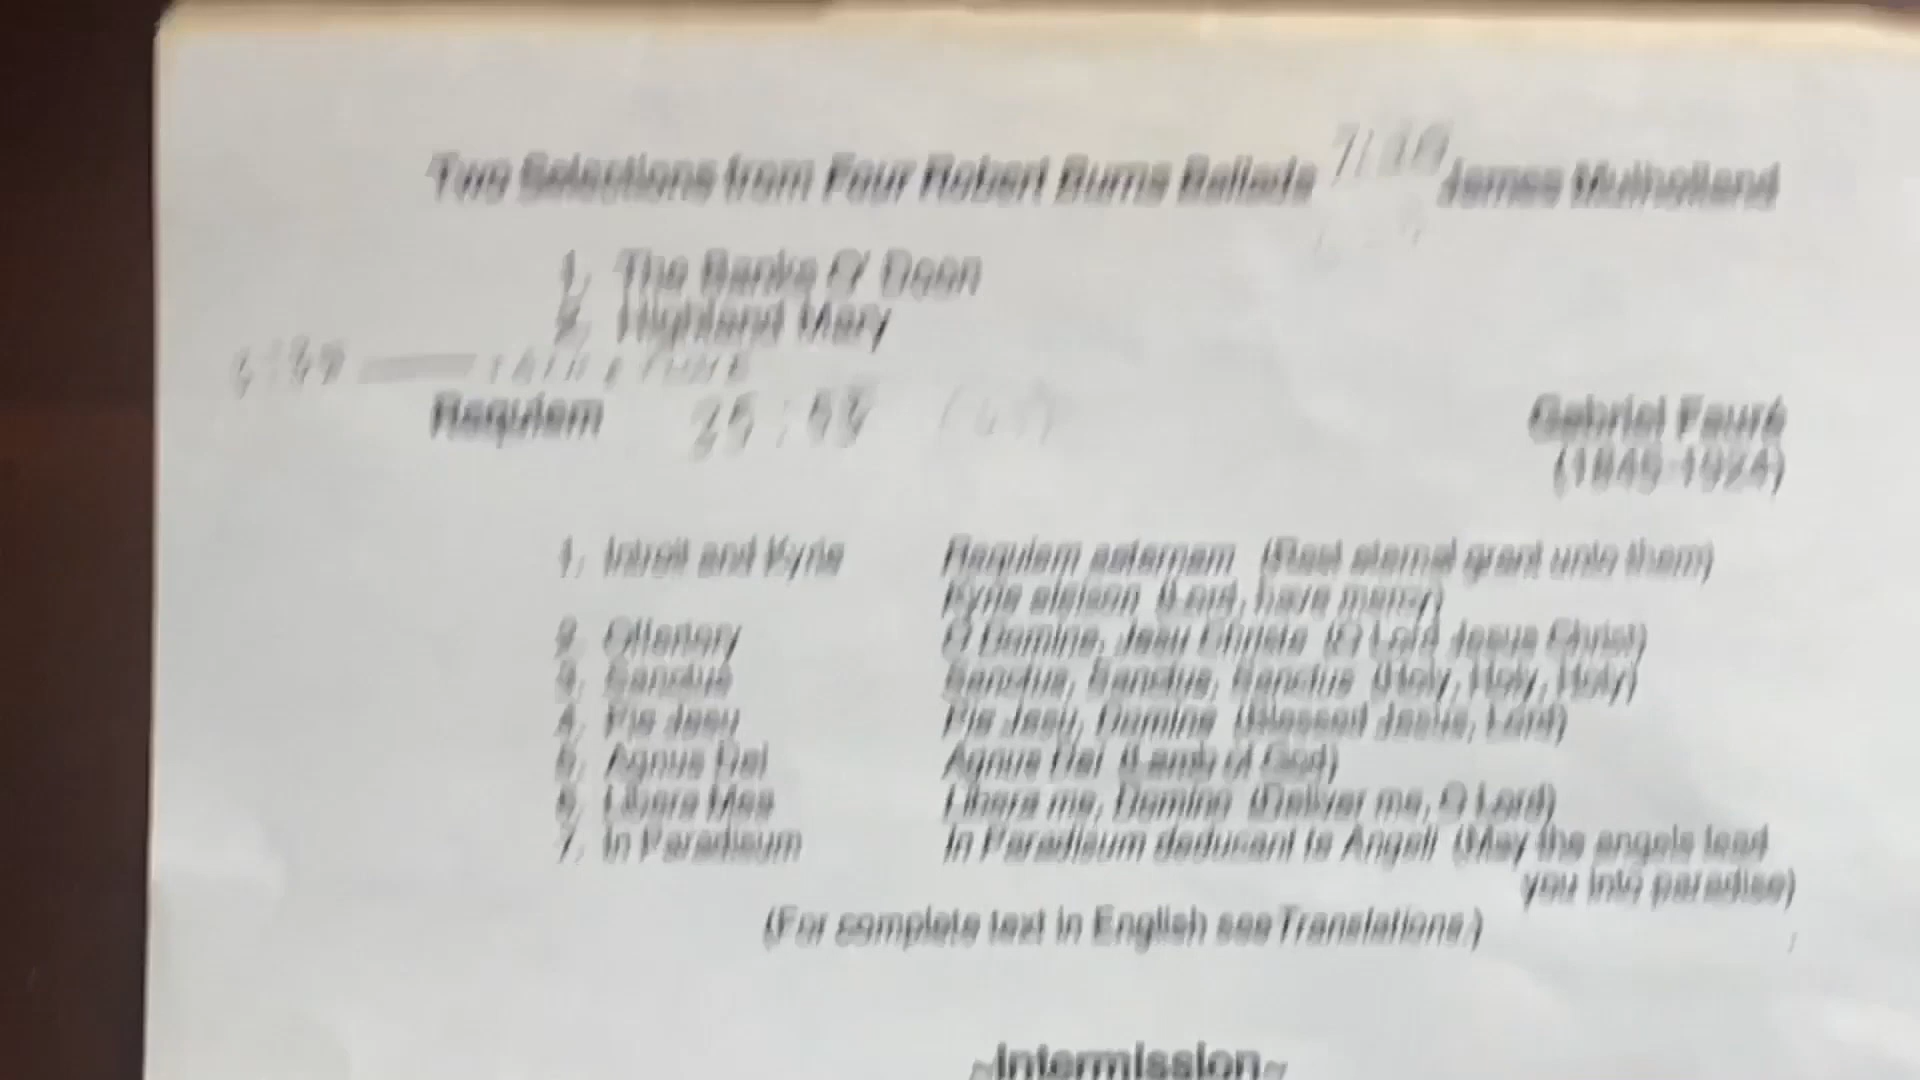 Two Selections from Four Robert Burns Ballads James Mulholland
1. The Banks O' Doon
2. Highland Mary
Requiem Gabriel Fauré
(1845-1924)
1. Introit and Kyrie Requiem aeternam (Rest eternal grant unto them)
Kyrie eleison (Lord, have mercy)
2. Offertory O Domine, Jesu Christe (O Lord Jesus Christ)
3. Sanctus Sanctus, Sanctus, Sanctus (Holy, Holy, Holy)
4. Pie Jesu Pie Jesu, Domine (Blessed Jesus, Lord)
5. Agnus Dei Agnus Dei (Lamb of God)
6. Libera Mea Libera me, Domine (Deliver me, O Lord)
7. In Paradisum In Paradisum deducant te Angeli (May the angels lead
you into paradise)
(For complete text in English see Translations.)
~Intermission~